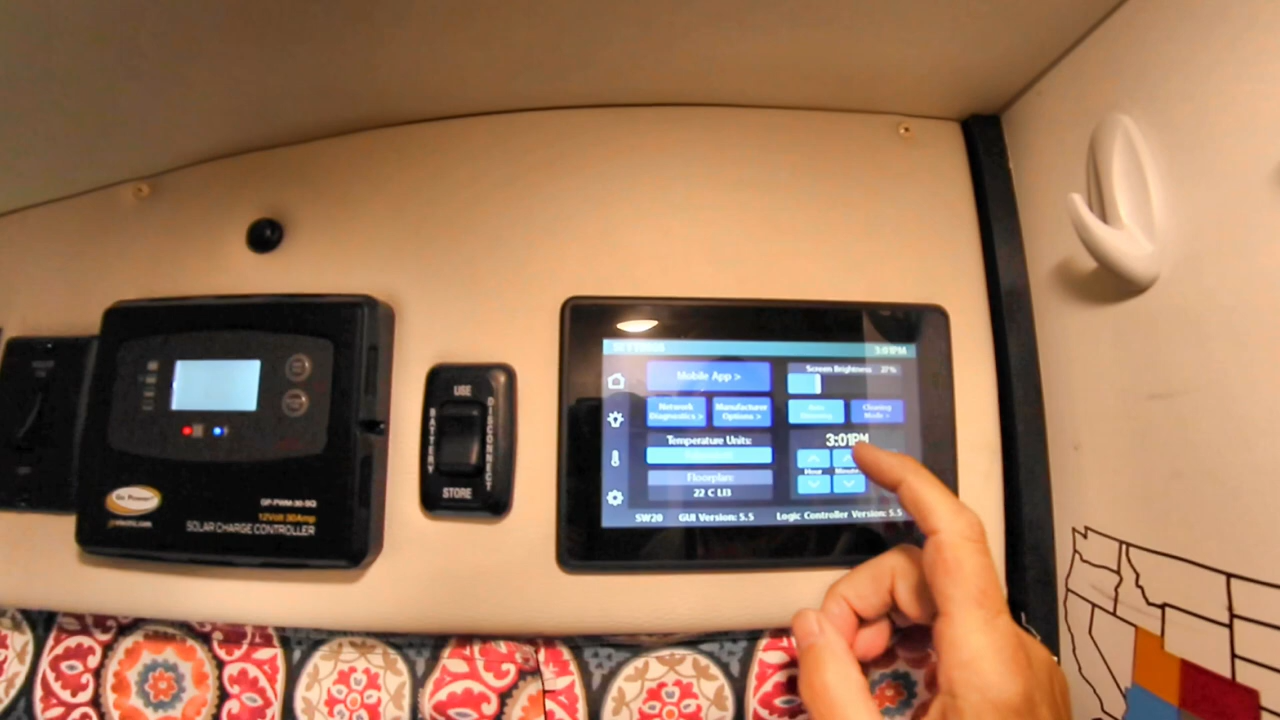 Go Power!
GP-PWM-30-SQ
12Volt 30Amp
SOLAR CHARGE CONTROLLER
USE
BATTERY
DISCONNECT
STORE
SETTINGS
3:01PM
Mobile App >
Network
Diagnostics >
Manufacturer
Options >
Temperature Units:
Floorplan:
22 C LI3
Screen Brightness 27%
Cleaning
Mode >
3:01PM
Hour
Minute
SW20 GUI Version: 5.5 Logic Controller Version: 5.5